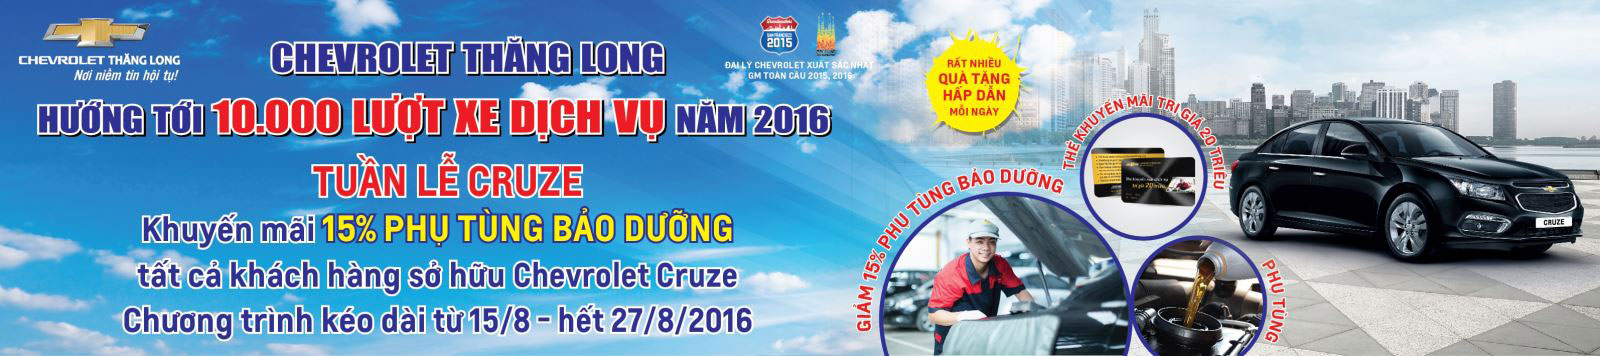 CHEVROLET THĂNG LONG
Nơi niềm tin hội tụ!
CHEVROLET THĂNG LONG
HƯỚNG TỚI 10.000 LƯỢT XE DỊCH VỤ NĂM 2016
TUẦN LỄ CRUZE
Khuyến mãi 15% PHỤ TÙNG BẢO DƯỠNG
tất cả khách hàng sở hữu Chevrolet Cruze
Chương trình kéo dài từ 15/8 - hết 27/8/2016
SAN FRANCISCO
2015
ĐẠI LÝ CHEVROLET XUẤT SẮC NHẤT
GM TOÀN CẦU 2015, 2016
RẤT NHIỀU
QUÀ TẶNG
HẤP DẪN
MỖI NGÀY
GIẢM 15% PHỤ TÙNG BẢO DƯỠNG
THẺ KHUYẾN MÃI TRỊ GIÁ 20 TRIỆU
PHỤ TÙNG
CRUZE